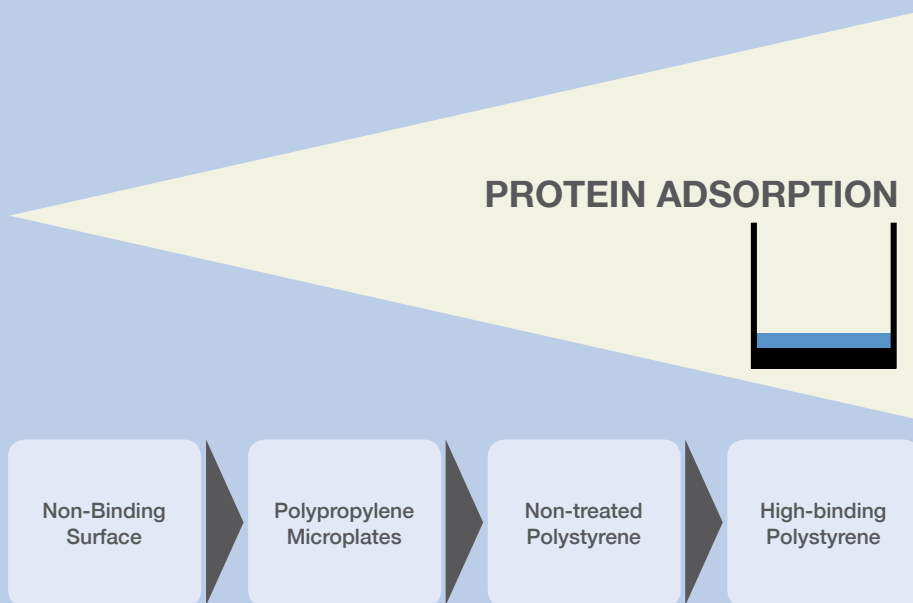 PROTEIN ADSORPTION
Non-Binding
Surface
Polypropylene
Microplates
Non-treated
Polystyrene
High-binding
Polystyrene